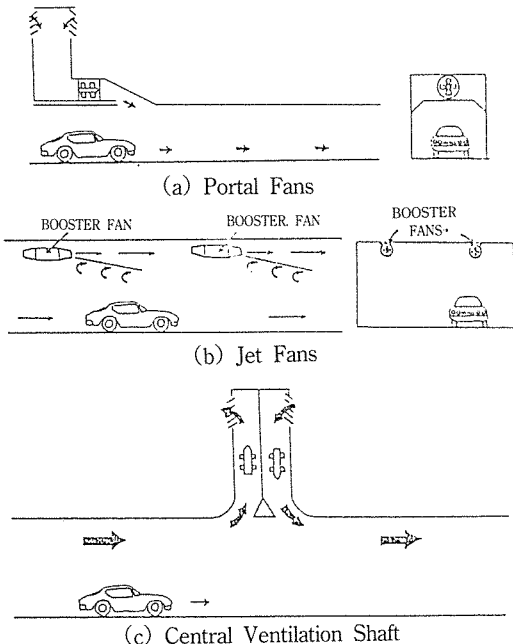 (a) Portal Fans
BOOSTER FAN
BOOSTER. FAN
BOOSTER
FANS
(b) Jet Fans
(c) Central Ventilation Shaft